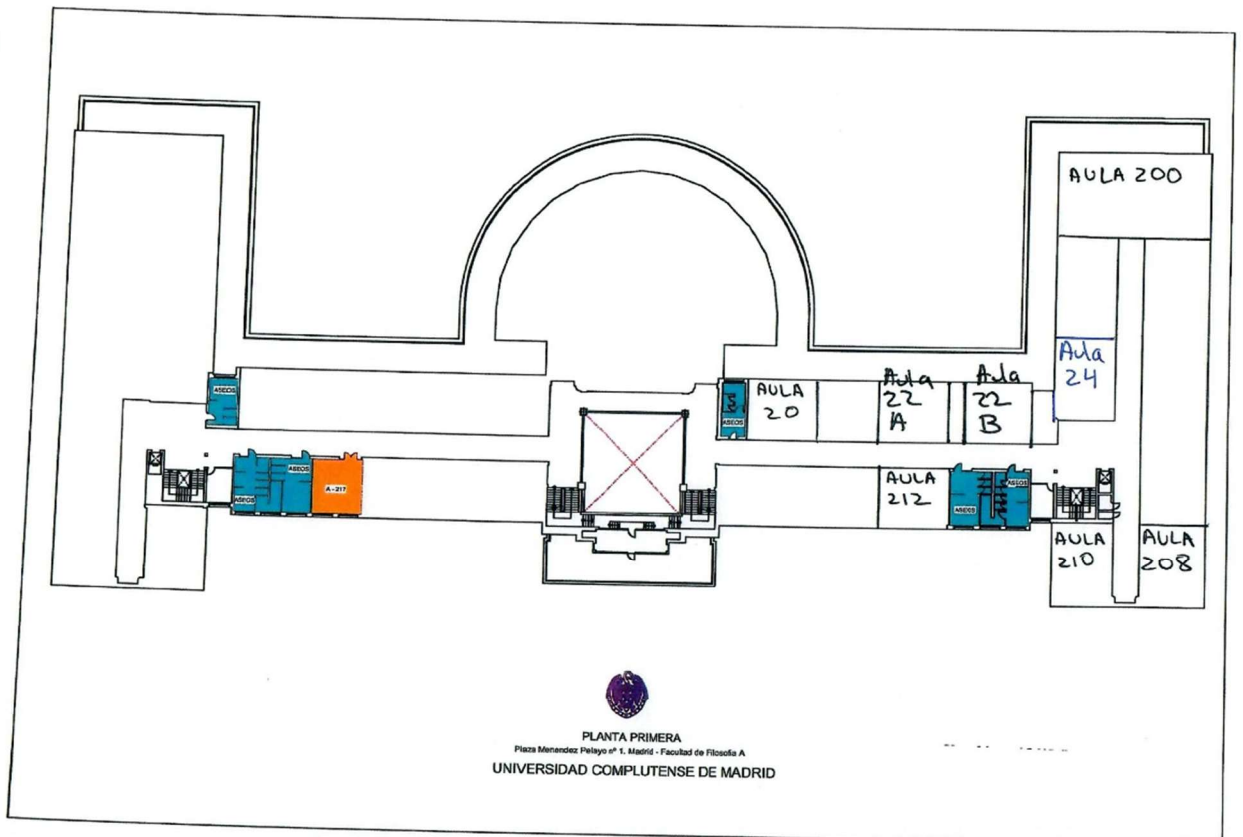 AULA 200
Aula
24
ASEOS
ASEOS
AULA
20
Aula
22
A
Aula
22
B
ASEOS
ASEOS
A - 217
AULA
212
ASEOS
ASEOS
AULA
210
AULA
208
PLANTA PRIMERA
Plaza Menendez Pelayo nº 1. Madrid - Facultad de Filosofia A
UNIVERSIDAD COMPLUTENSE DE MADRID